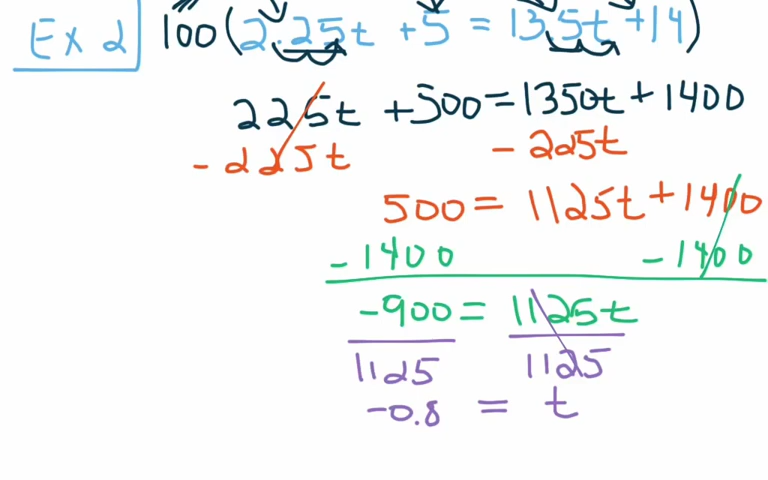 Ex 2 100(2.25t +5 = 13.5t +14)
225t +500=1350t+1400
-225t -225t
500= 1125t+1400
-1400 -1400
-900= 1125t
1125 1125
-0.8 = t